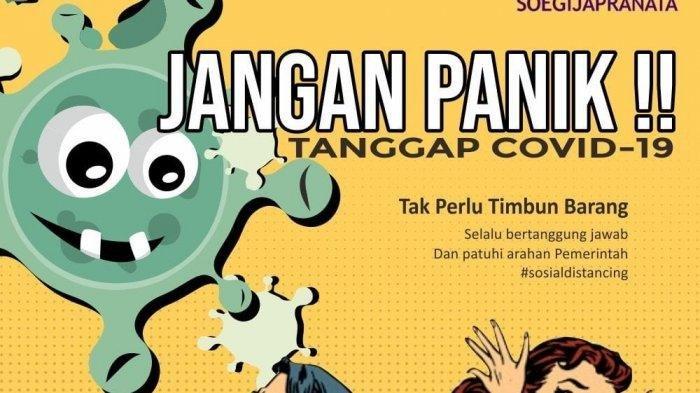 SOEGIJAPRANATA
JANGAN PANIK !!
TANGGAP COVID-19
Tak Perlu Timbun Barang
Selalu bertanggung jawab
Dan patuhi arahan Pemerintah
#sosialdistancing